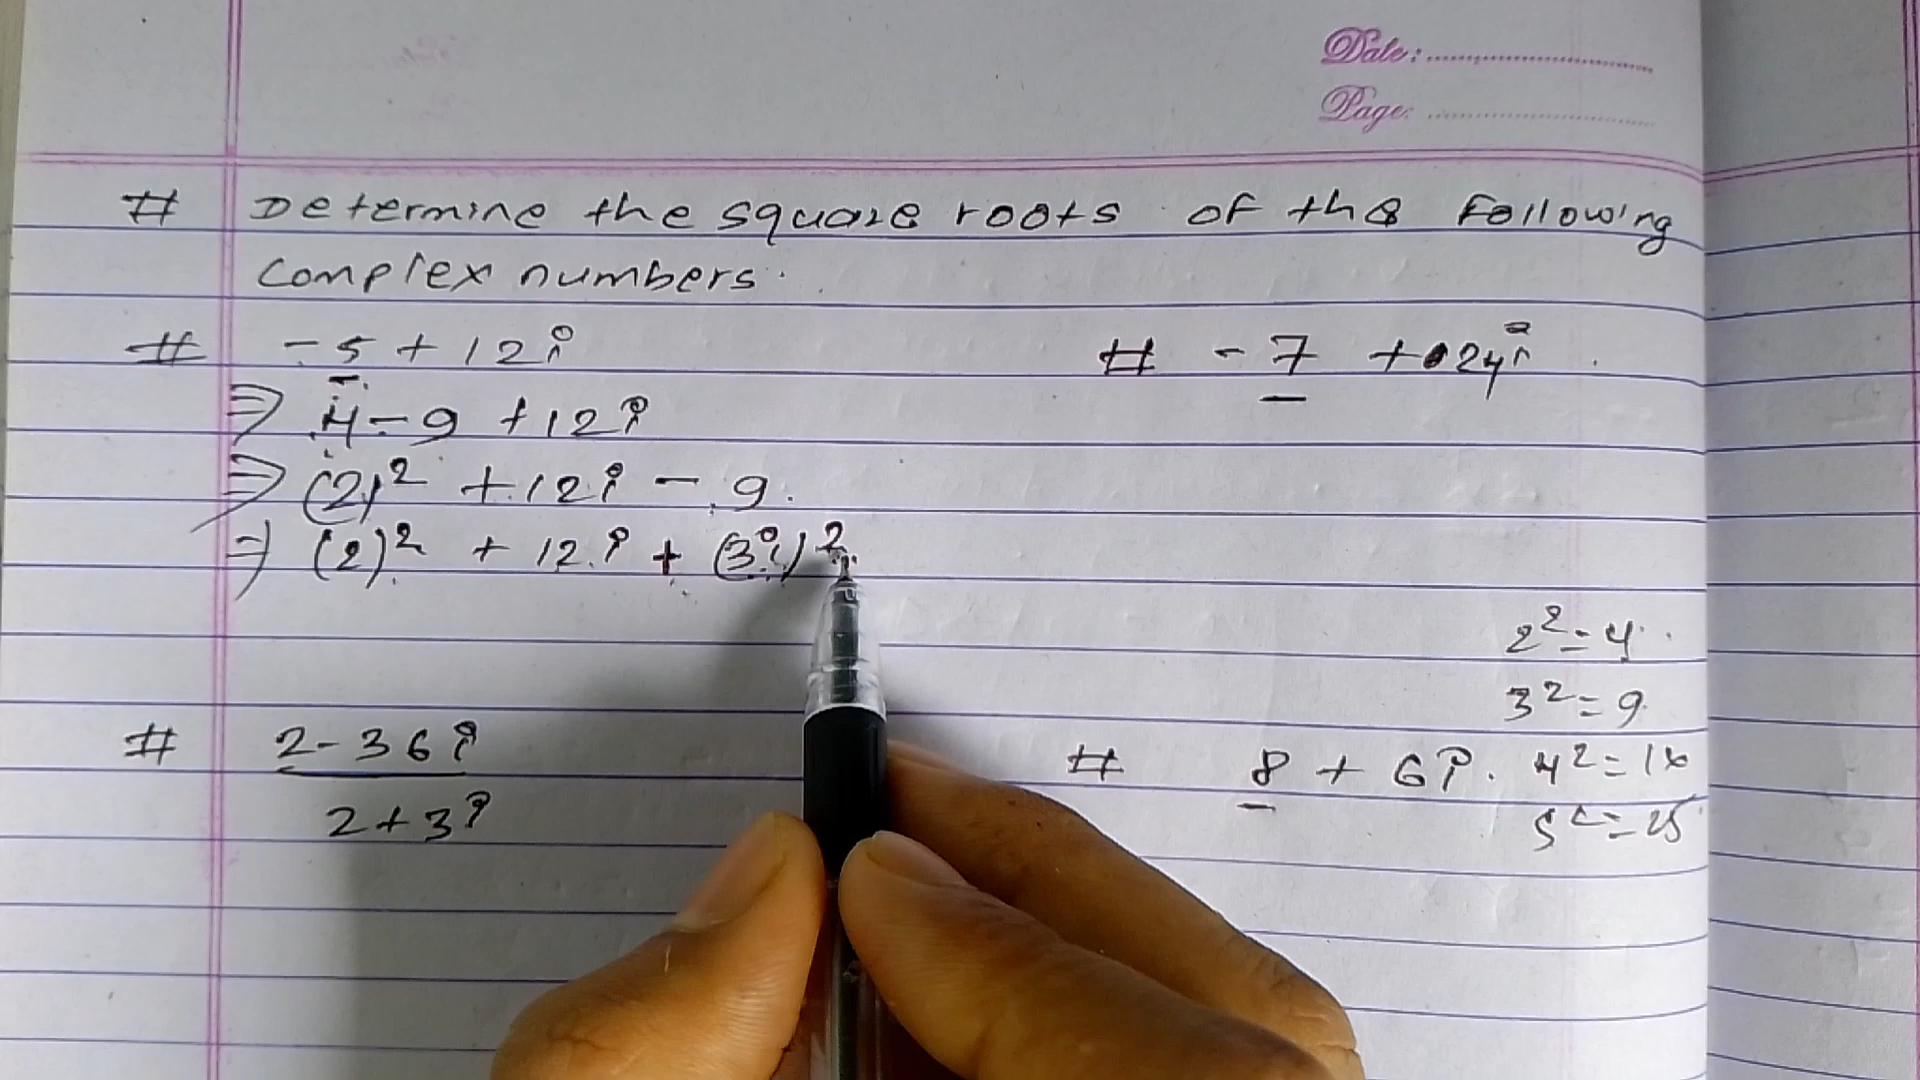 Date:
Page:
# Determine the square roots of the following
complex numbers.
# -5 + 12i
⇒ 4 - 9 + 12i
⇒ (2)² + 12i - 9.
⇒ (2)² + 12i + (3i)²
# -7 + 24i
# 2-36i
2+3i
# 8 + 6i.
2² = 4
3² = 9
4² = 16
5² = 25